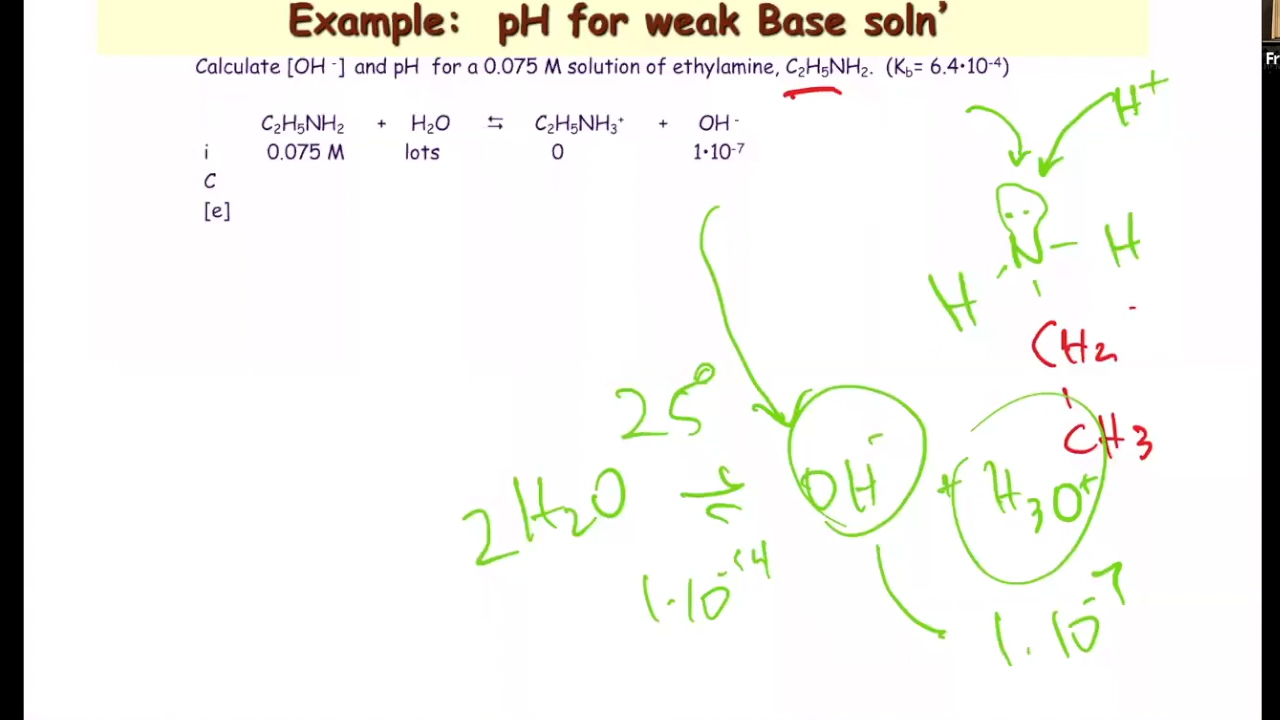 Example: pH for weak Base soln'
Calculate [OH -] and pH for a 0.075 M solution of ethylamine, C₂H₅NH₂. (K_b= 6.4•10⁻⁴)
C₂H₅NH₂ + H₂O ⇆ C₂H₅NH₃⁺ + OH -
i 0.075 M lots 0 1•10⁻⁷
C
[e]
Fr
H+
··
N - H
H
CH₂
CH₃
25°
2H₂O ⇌ OH⁻ + H₃O⁺
1·10⁻¹⁴
1·10⁻⁷